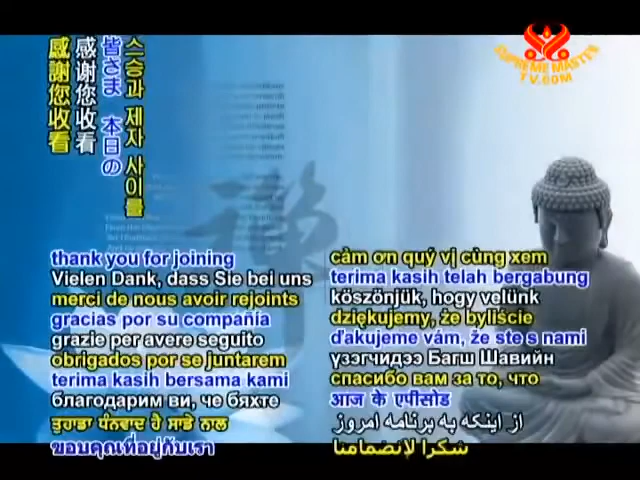 SUPREME MASTER
TV.COM
感謝您收看
感谢您收看
皆さま 本日の
스승과 제자 사이를
禪
thank you for joining
Vielen Dank, dass Sie bei uns
merci de nous avoir rejoints
gracias por su compañía
grazie per avere seguito
obrigados por se juntarem
terima kasih bersama kami
благодарим ви, че бяхте
ਤੁਹਾਡਾ ਧੰਨਵਾਦ ਹੈ ਸਾਡੇ ਨਾਲ
ขอบคุณที่อยู่กับเรา
cảm ơn quý vị cùng xem
terima kasih telah bergabung
köszönjük, hogy velünk
dziękujemy, że byliście
ďakujeme vám, že ste s nami
үзэгчидээ Багш Шавийн
спасибо вам за то, что
आज के एपीसोड
از اینکه به برنامه امروز
شكرا لإنضمامنا